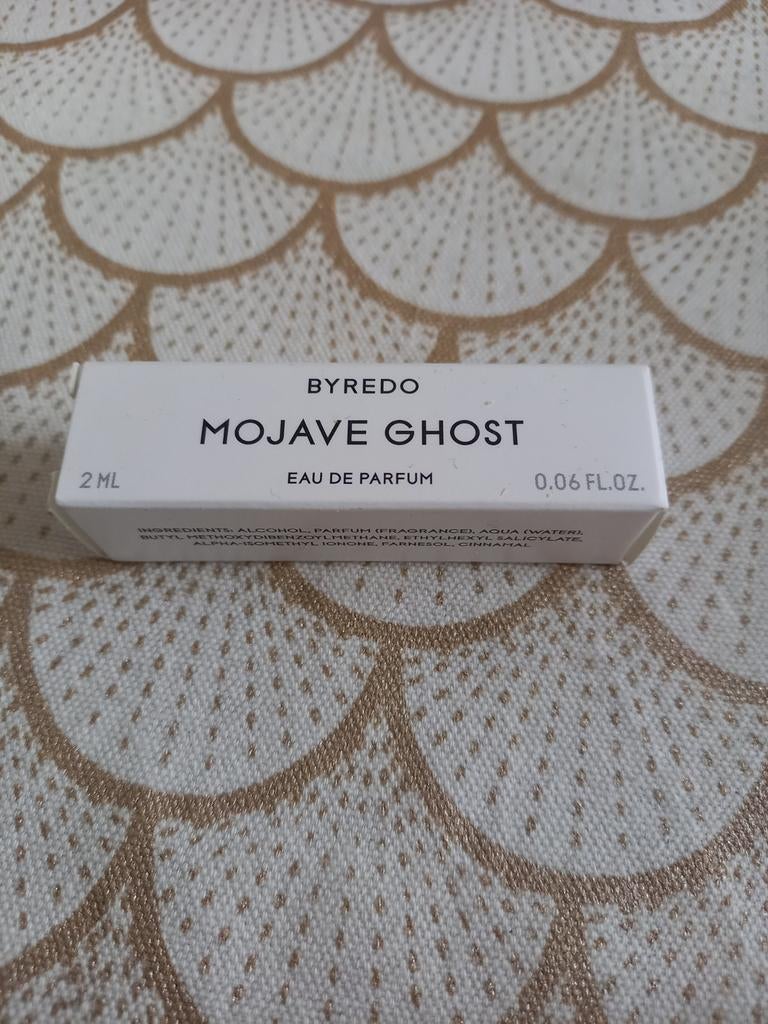 BYREDO
MOJAVE GHOST
2 ML EAU DE PARFUM 0.06 FL.OZ.
INGREDIENTS: ALCOHOL, PARFUM (FRAGRANCE), AQUA (WATER),
BUTYL METHOXYDIBENZOYLMETHANE, ETHYLHEXYL SALICYLATE,
ALPHA-ISOMETHYL IONONE, FARNESOL, CINNAMAL